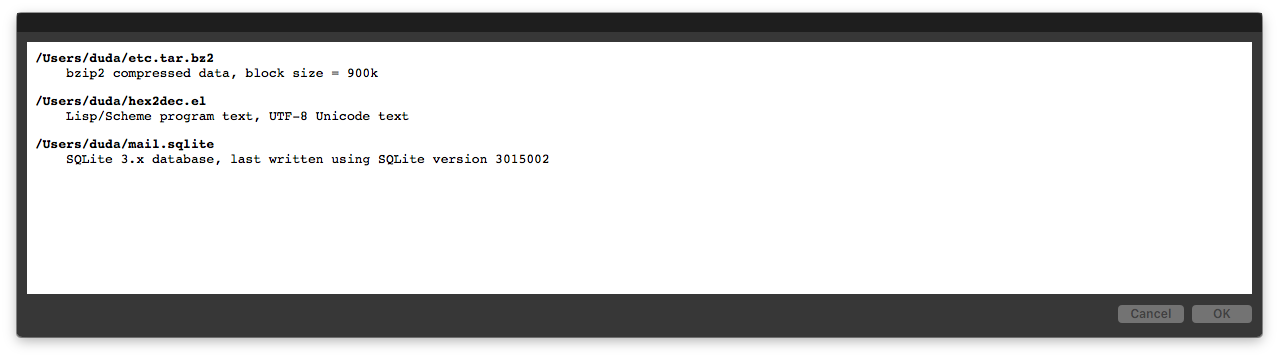 /Users/duda/etc.tar.bz2
bzip2 compressed data, block size = 900k
/Users/duda/hex2dec.el
Lisp/Scheme program text, UTF-8 Unicode text
/Users/duda/mail.sqlite
SQLite 3.x database, last written using SQLite version 3015002
Cancel OK